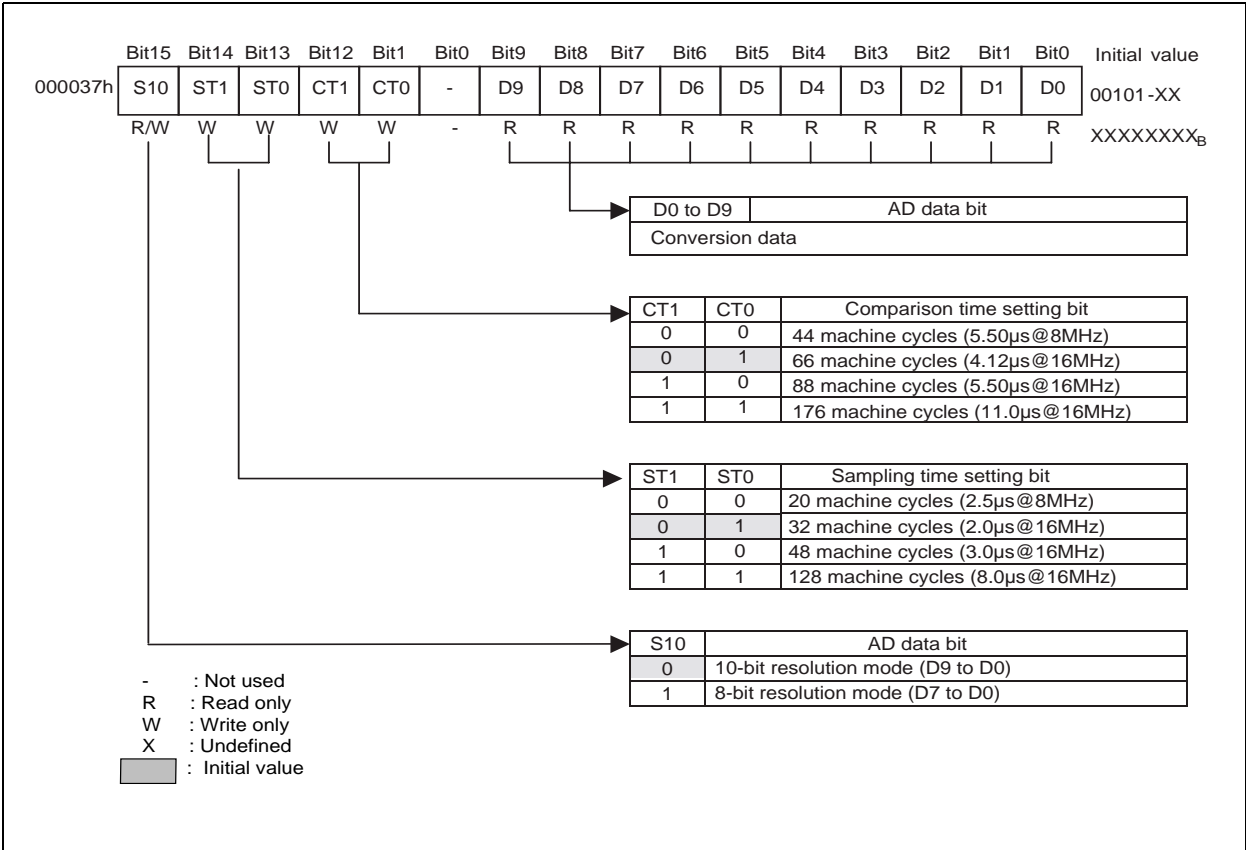 Bit15 Bit14 Bit13 Bit12 Bit1 Bit0 Bit9 Bit8 Bit7 Bit6 Bit5 Bit4 Bit3 Bit2 Bit1 Bit0 Initial value
000037h S10 ST1 ST0 CT1 CT0 - D9 D8 D7 D6 D5 D4 D3 D2 D1 D0 00101-XX
R/W W W W W - R R R R R R R R R R XXXXXXXXB
D0 to D9 AD data bit
Conversion data
CT1 CT0 Comparison time setting bit
0 0 44 machine cycles (5.50µs@8MHz)
0 1 66 machine cycles (4.12µs@16MHz)
1 0 88 machine cycles (5.50µs@16MHz)
1 1 176 machine cycles (11.0µs@16MHz)
ST1 ST0 Sampling time setting bit
0 0 20 machine cycles (2.5µs@8MHz)
0 1 32 machine cycles (2.0µs@16MHz)
1 0 48 machine cycles (3.0µs@16MHz)
1 1 128 machine cycles (8.0µs@16MHz)
S10 AD data bit
0 10-bit resolution mode (D9 to D0)
1 8-bit resolution mode (D7 to D0)
- : Not used
R : Read only
W : Write only
X : Undefined
: Initial value